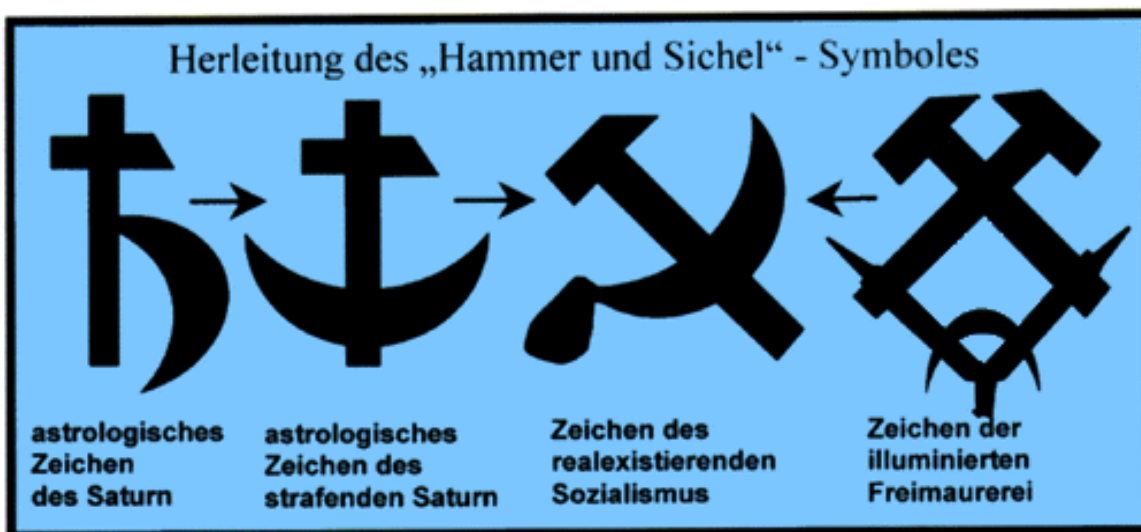 Herleitung des „Hammer und Sichel“ - Symboles
astrologisches
Zeichen
des Saturn
astrologisches
Zeichen des
strafenden Saturn
Zeichen des
realexistierenden
Sozialismus
Zeichen der
illuminierten
Freimaurerei